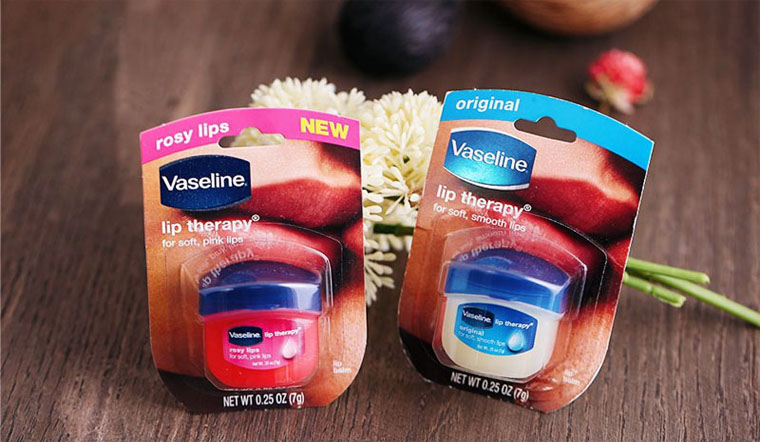 rosy lips
NEW
Vaseline.
lip therapy®
for soft, pink lips
Vaseline. lip therapy®
rosy lips
for soft, pink lips
lip
balm
NET WT 0.25 OZ (7g)
original
Vaseline.
lip therapy®
for soft, smooth lips
Vaseline. lip therapy®
original
for soft, smooth lips
NET WT 0.25 OZ (7g)